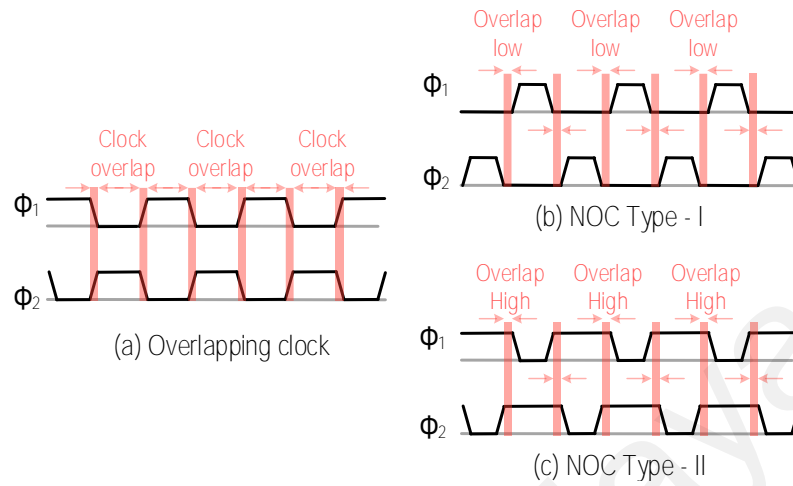 Clock overlap
Clock overlap
Clock overlap
Φ1
Φ2
(a) Overlapping clock
Overlap low
Overlap low
Overlap low
Φ1
Φ2
(b) NOC Type - I
Overlap High
Overlap High
Overlap High
Φ1
Φ2
(c) NOC Type - II